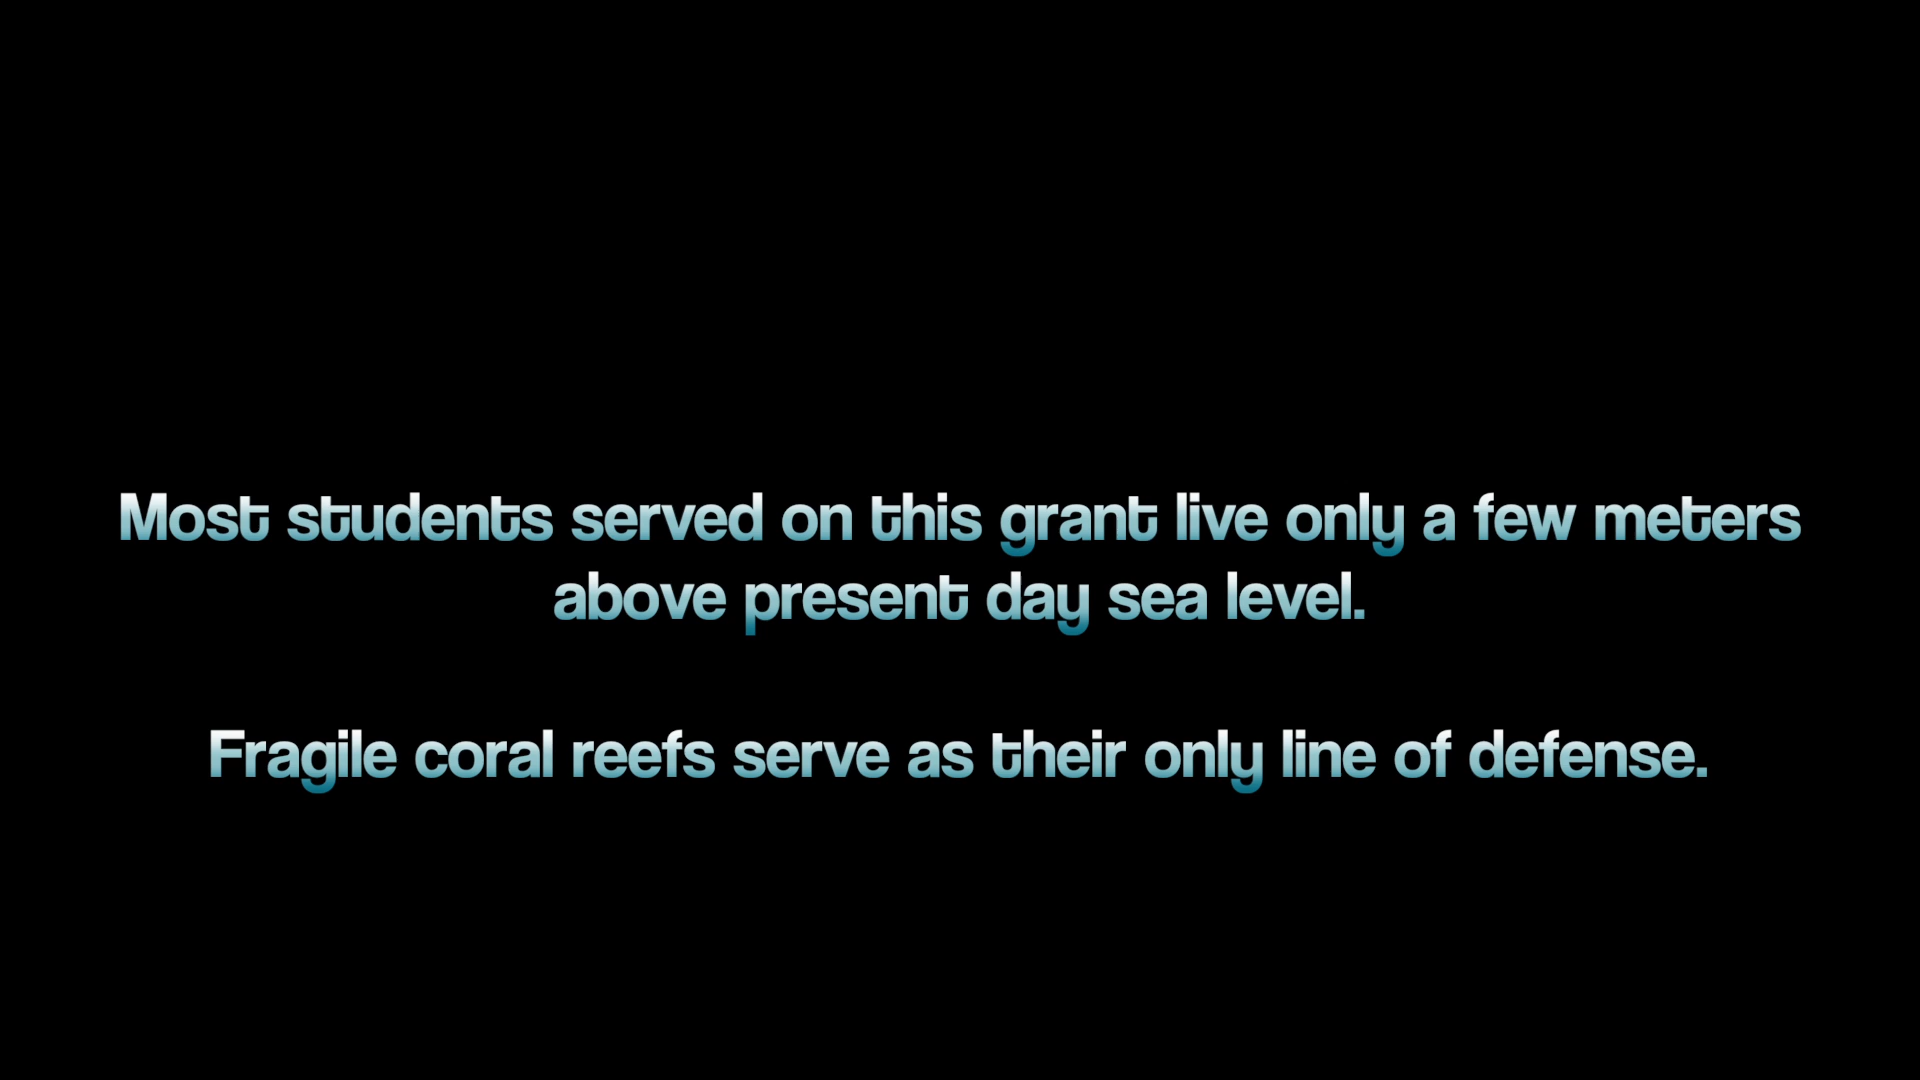 Most students served on this grant live only a few meters
above present day sea level.
Fragile coral reefs serve as their only line of defense.